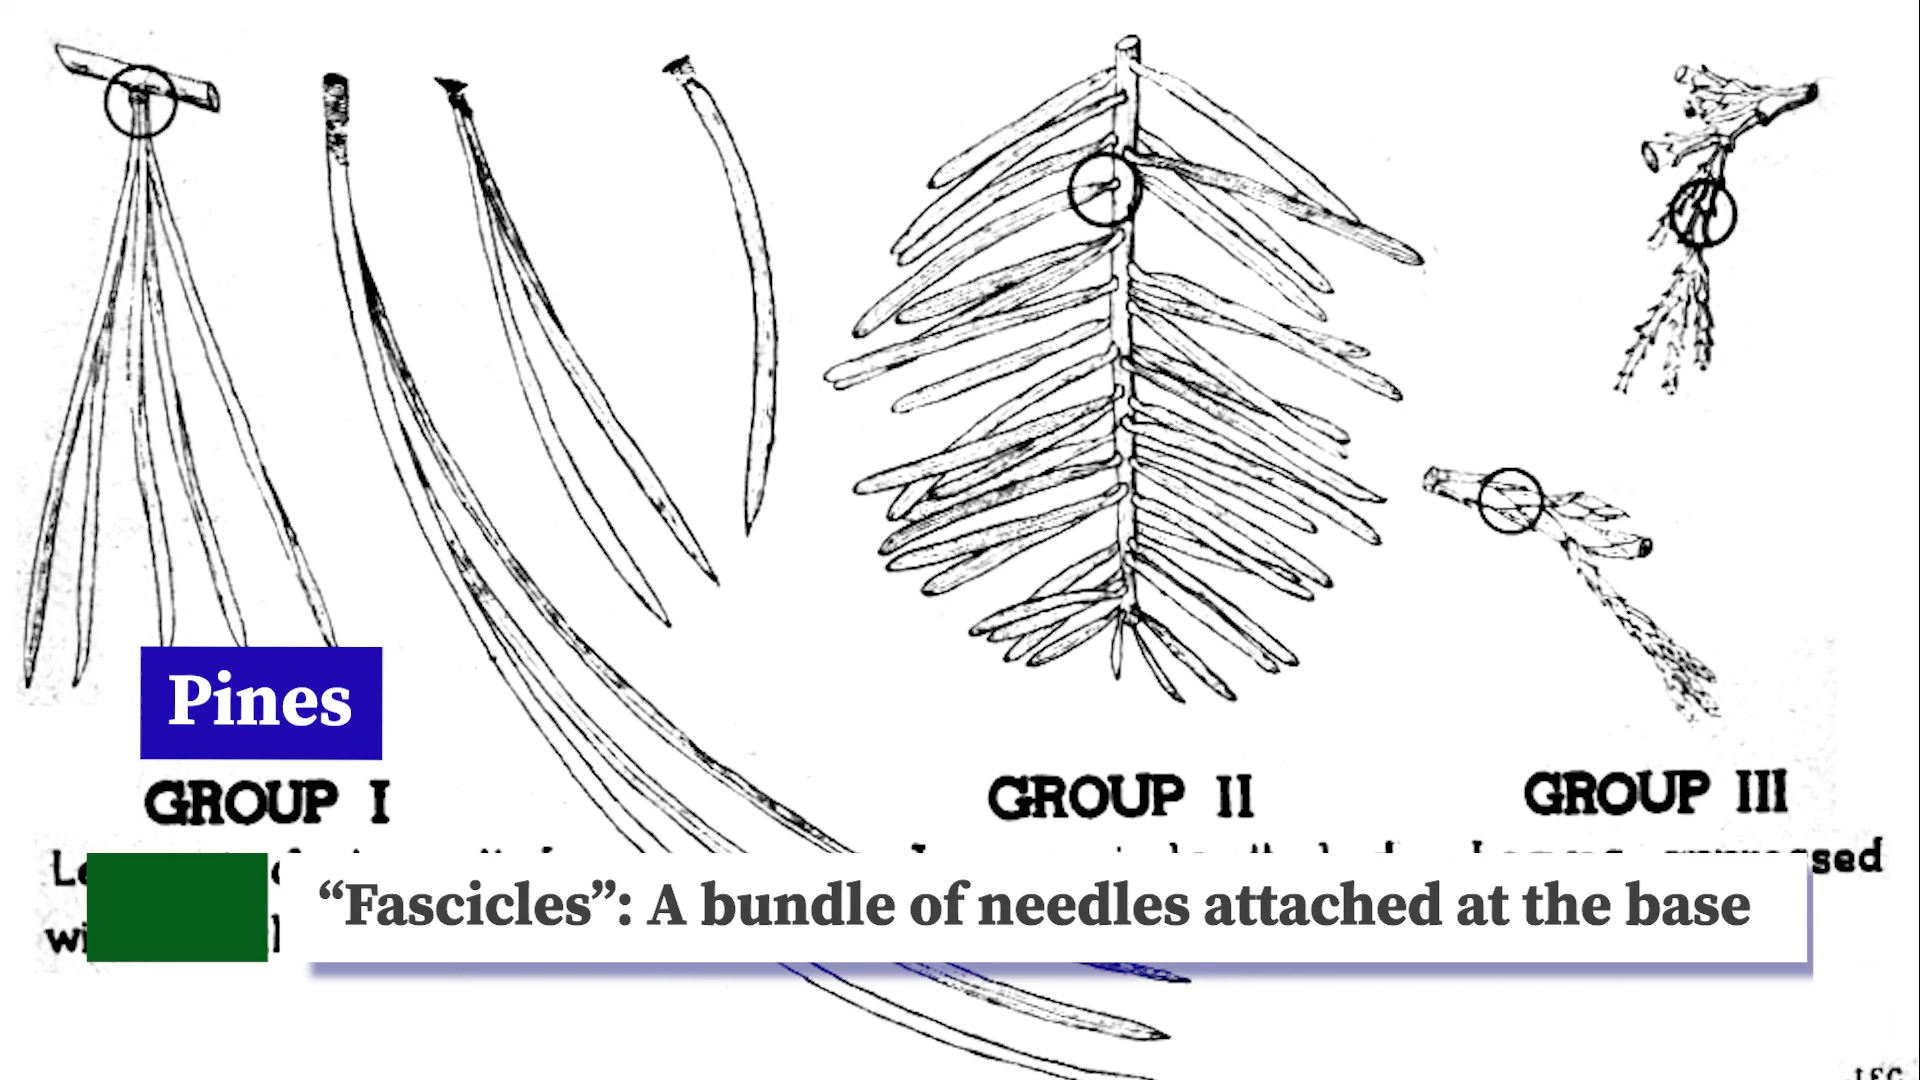 Pines
GROUP I
GROUP II
GROUP III
“Fascicles”: A bundle of needles attached at the base